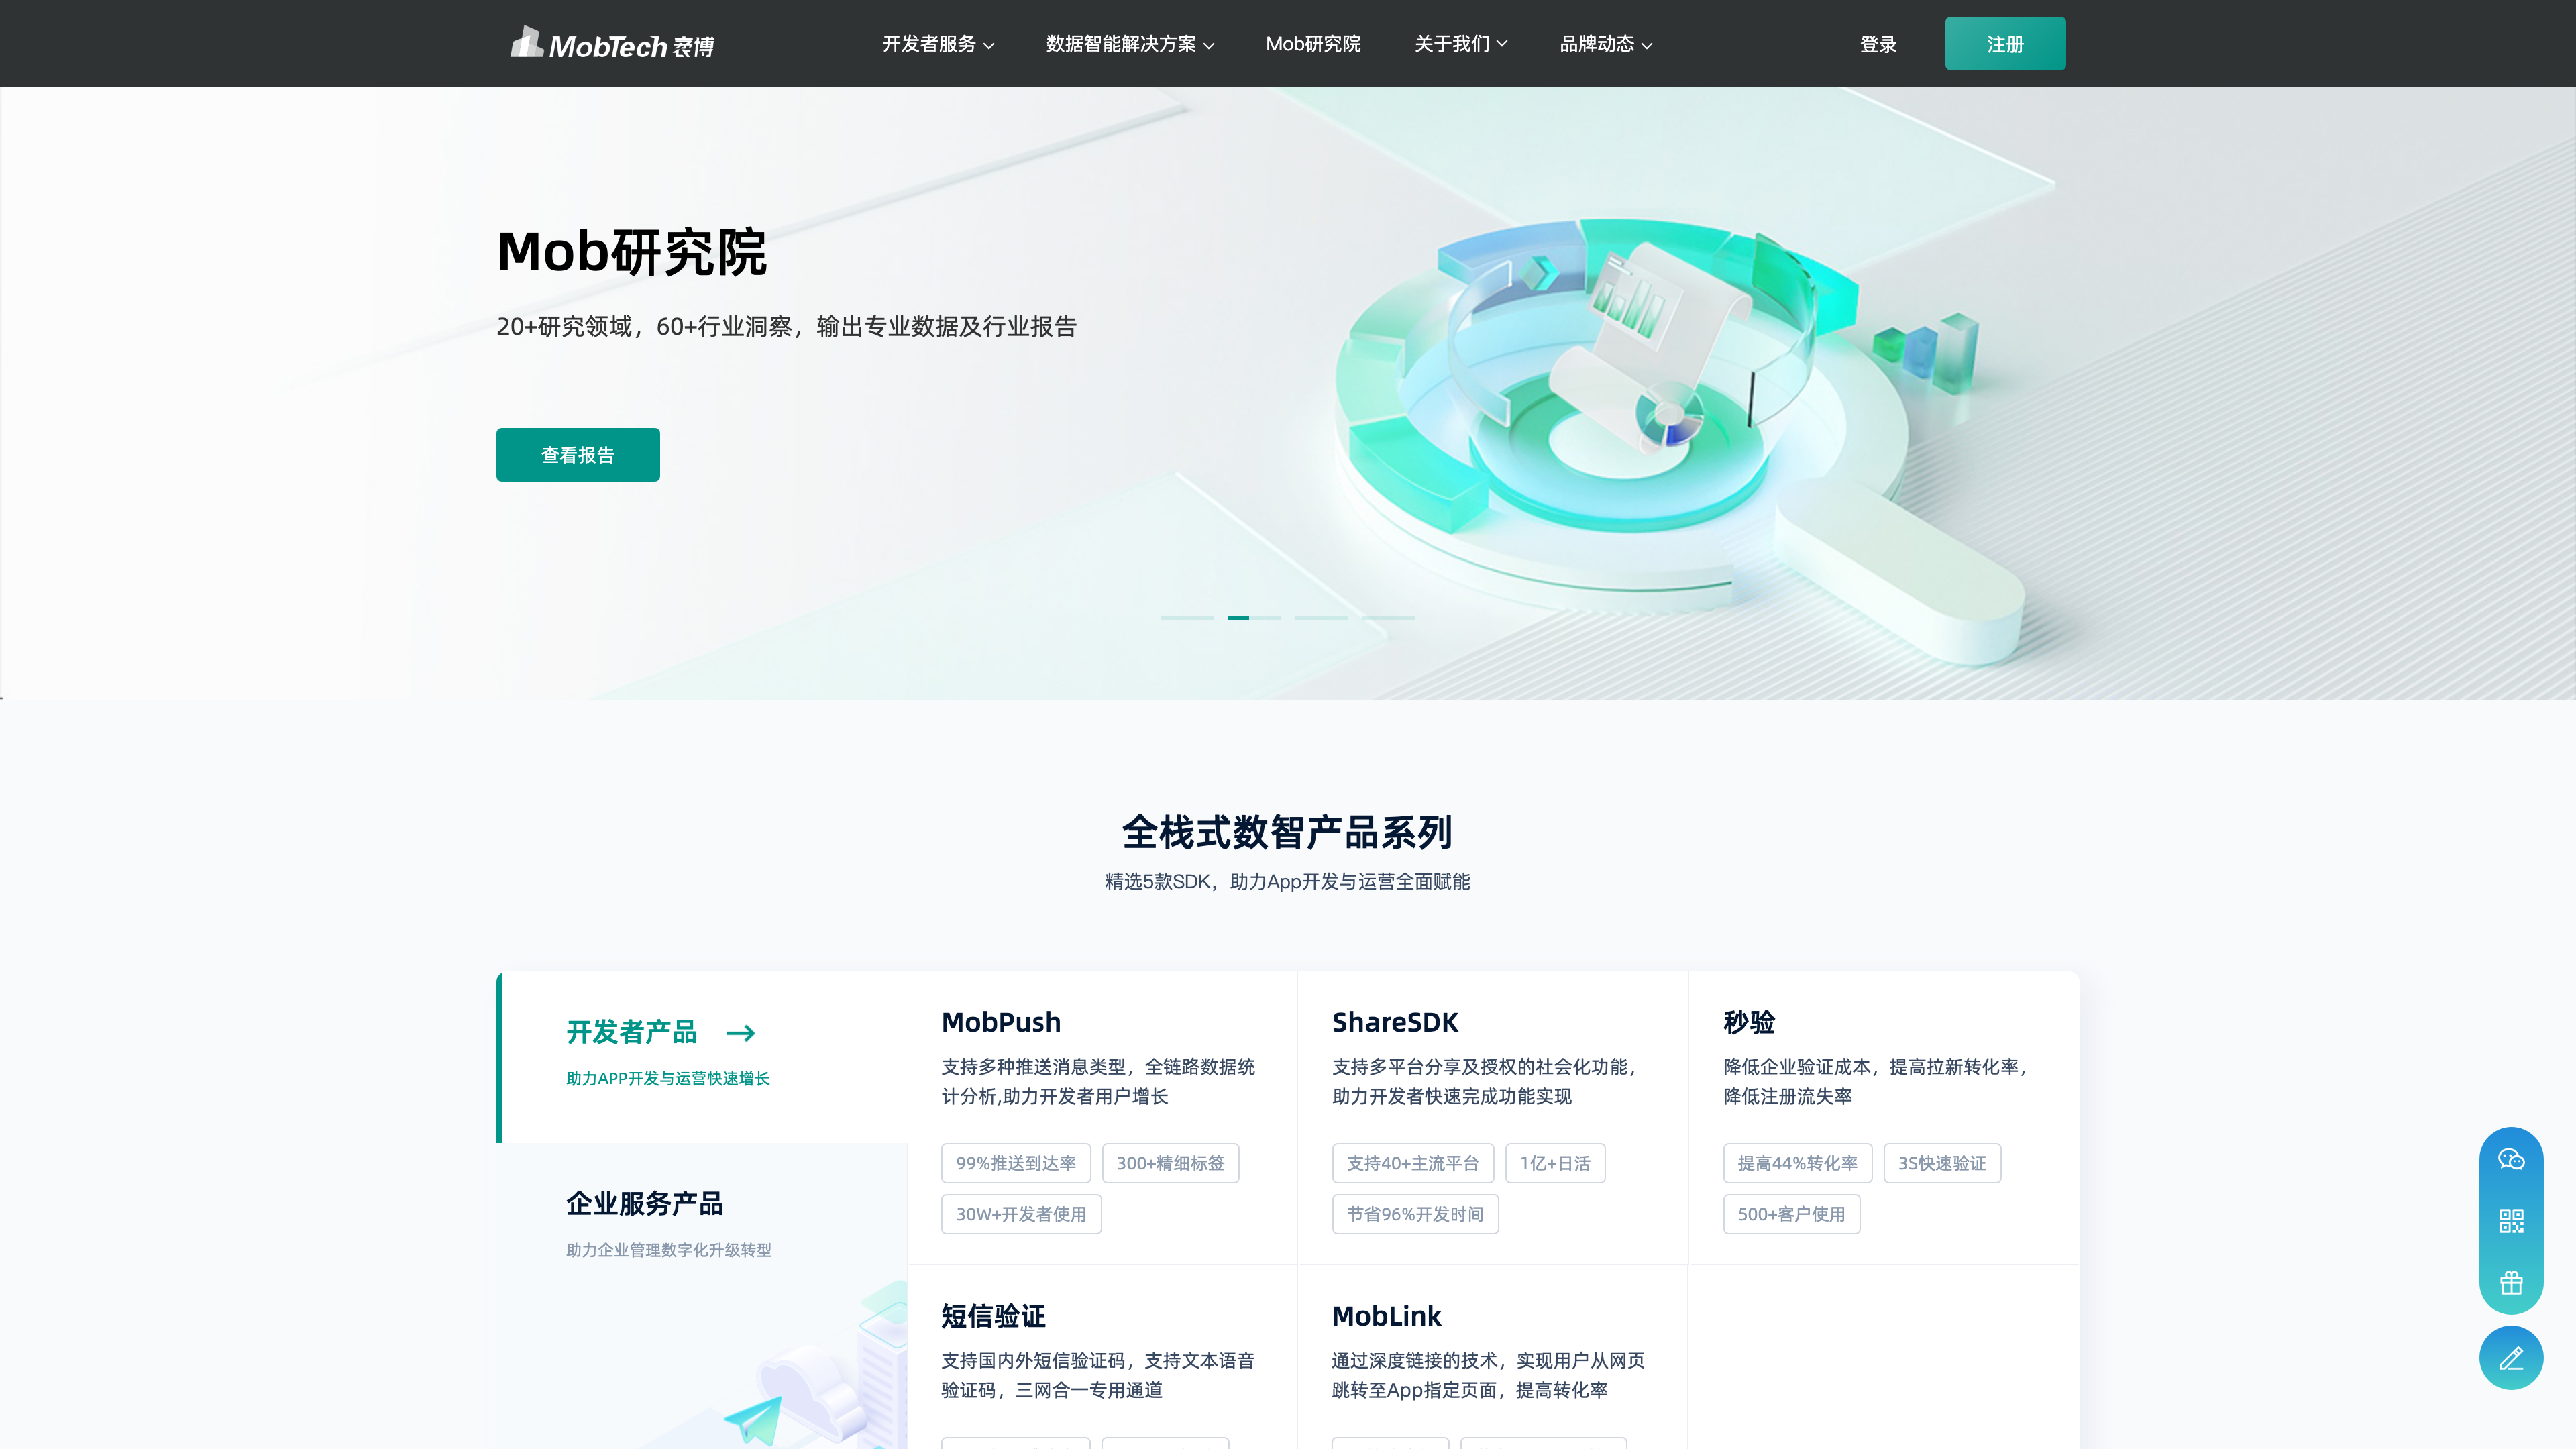 MobTech 袤博
开发者服务
数据智能解决方案
Mob研究院
关于我们
品牌动态
登录
注册
Mob研究院
20+研究领域，60+行业洞察，输出专业数据及行业报告
查看报告
全栈式数智产品系列
精选5款SDK，助力App开发与运营全面赋能
开发者产品
助力APP开发与运营快速增长
企业服务产品
助力企业管理数字化升级转型
MobPush
支持多种推送消息类型，全链路数据统
计分析,助力开发者用户增长
99%推送到达率
300+精细标签
30W+开发者使用
ShareSDK
支持多平台分享及授权的社会化功能，
助力开发者快速完成功能实现
支持40+主流平台
1亿+日活
节省96%开发时间
秒验
降低企业验证成本，提高拉新转化率，
降低注册流失率
提高44%转化率
3S快速验证
500+客户使用
短信验证
支持国内外短信验证码，支持文本语音
验证码，三网合一专用通道
MobLink
通过深度链接的技术，实现用户从网页
跳转至App指定页面，提高转化率